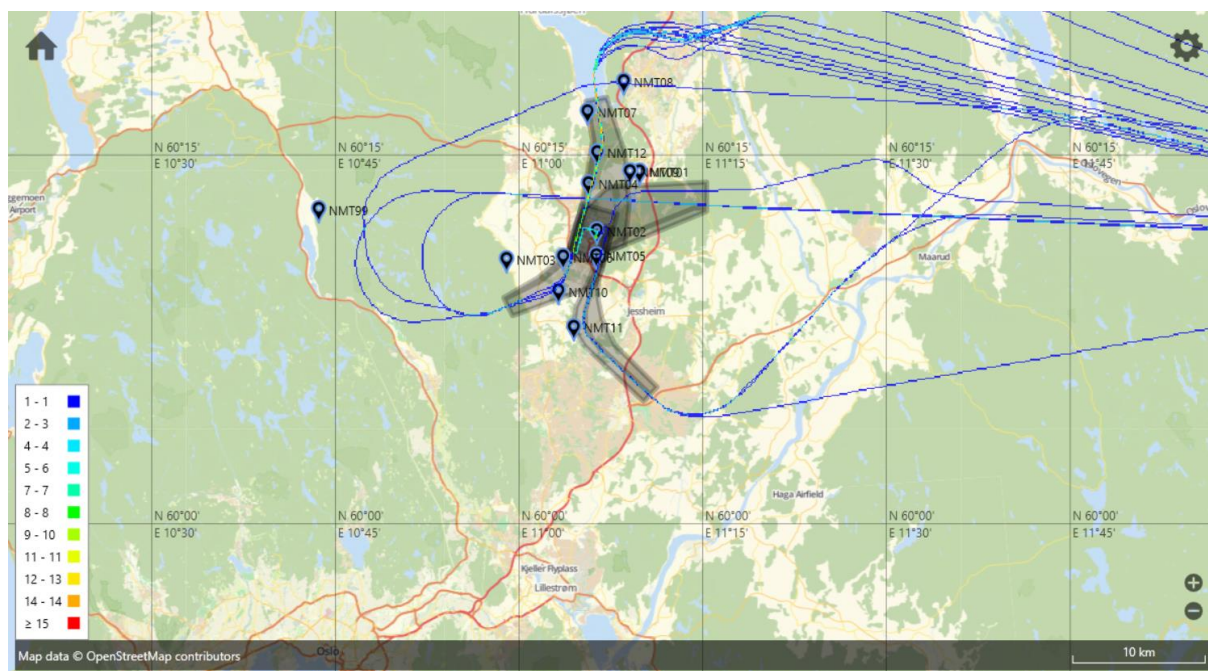 NMT08
NMT07
N 60°15'
E 10°30'
N 60°15'
E 10°45'
N 60°15'
E 11°00'
NMT12
N 60°15'
E 11°15'
N 60°15'
E 11°30'
N 60°15'
E 11°45'
NMT04
Airport
NMT99
NMT02
NMT03
NMT05
Maarud
NMT10
Jessheim
NMT11
1 - 1
2 - 3
4 - 4
5 - 6
7 - 7
8 - 8
9 - 10
11 - 11
12 - 13
14 - 14
≥ 15
Haga Airfield
N 60°00'
E 10°30'
N 60°00'
E 10°45'
N 60°00'
E 11°00'
N 60°00'
E 11°15'
N 60°00'
E 11°30'
N 60°00'
E 11°45'
Kjeller Flyplass
Lillestrøm
Oslo
Map data © OpenStreetMap contributors
10 km